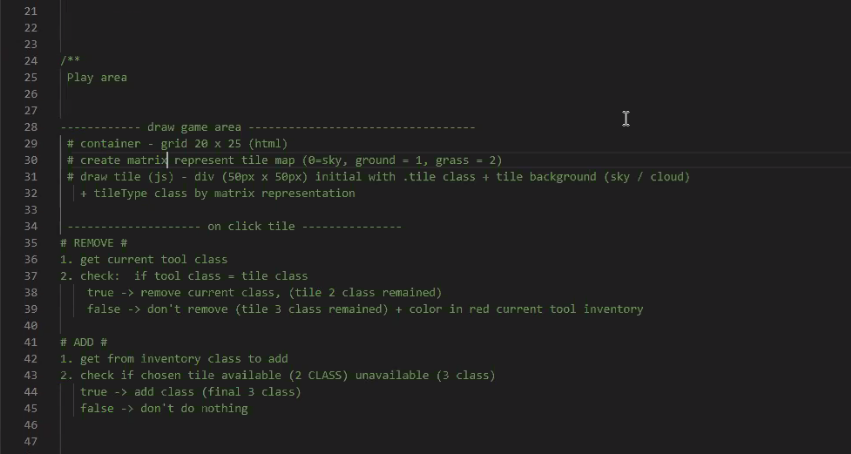 21
22
23
24 /**
25 Play area
26
27
28 ------------ draw game area ----------------------------------
29 # container - grid 20 x 25 (html)
30 # create matrix represent tile map (0=sky, ground = 1, grass = 2)
31 # draw tile (js) - div (50px x 50px) initial with .tile class + tile background (sky / cloud)
32 + tileType class by matrix representation
33
34 -------------------- on click tile ---------------
35 # REMOVE #
36 1. get current tool class
37 2. check:  if tool class = tile class
38 true -> remove current class, (tile 2 class remained)
39 false -> don't remove (tile 3 class remained) + color in red current tool inventory
40
41 # ADD #
42 1. get from inventory class to add
43 2. check if chosen tile available (2 CLASS) unavailable (3 class)
44 true -> add class (final 3 class)
45 false -> don't do nothing
46
47